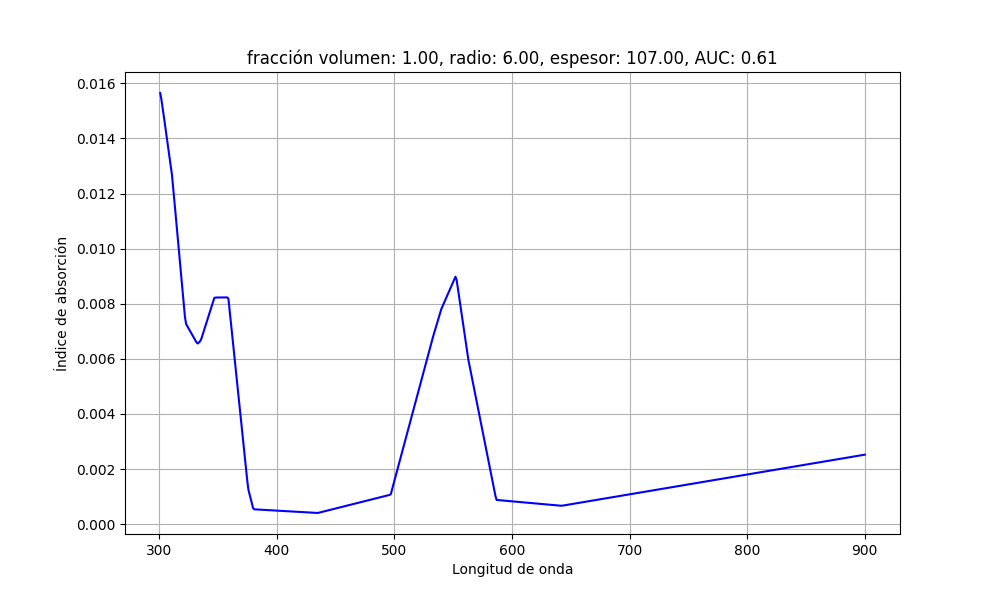 fracción volumen: 1.00, radio: 6.00, espesor: 107.00, AUC: 0.61
0.016
0.014
0.012
0.010
0.008
0.006
0.004
0.002
0.000
Índice de absorción
300 400 500 600 700 800 900
Longitud de onda